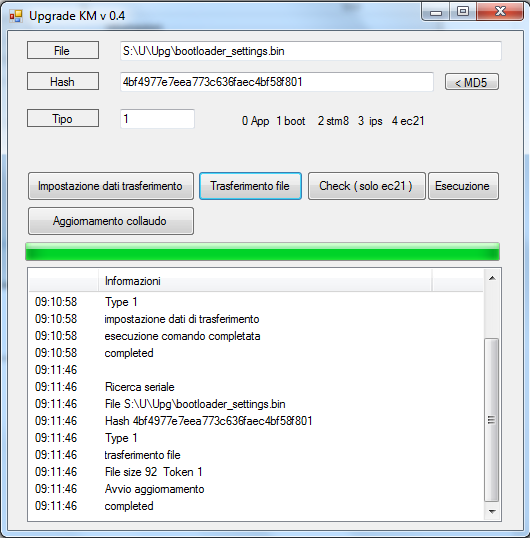 Upgrade KM v 0.4
File S:\U\Upg\bootloader_settings.bin
Hash 4bf4977e7eea773c636faec4bf58f801 < MD5
Tipo 1 0 App 1 boot 2 stm8 3 ips 4 ec21
Impostazione dati trasferimento Trasferimento file Check ( solo ec21 ) Esecuzione
Aggiornamento collaudo
Informazioni
09:10:58 Type 1
09:10:58 impostazione dati di trasferimento
09:10:58 esecuzione comando completata
09:10:58 completed
09:11:46
09:11:46 Ricerca seriale
09:11:46 File S:\U\Upg\bootloader_settings.bin
09:11:46 Hash 4bf4977e7eea773c636faec4bf58f801
09:11:46 Type 1
09:11:46 trasferimento file
09:11:46 File size 92 Token 1
09:11:46 Avvio aggiornamento
09:11:46 completed